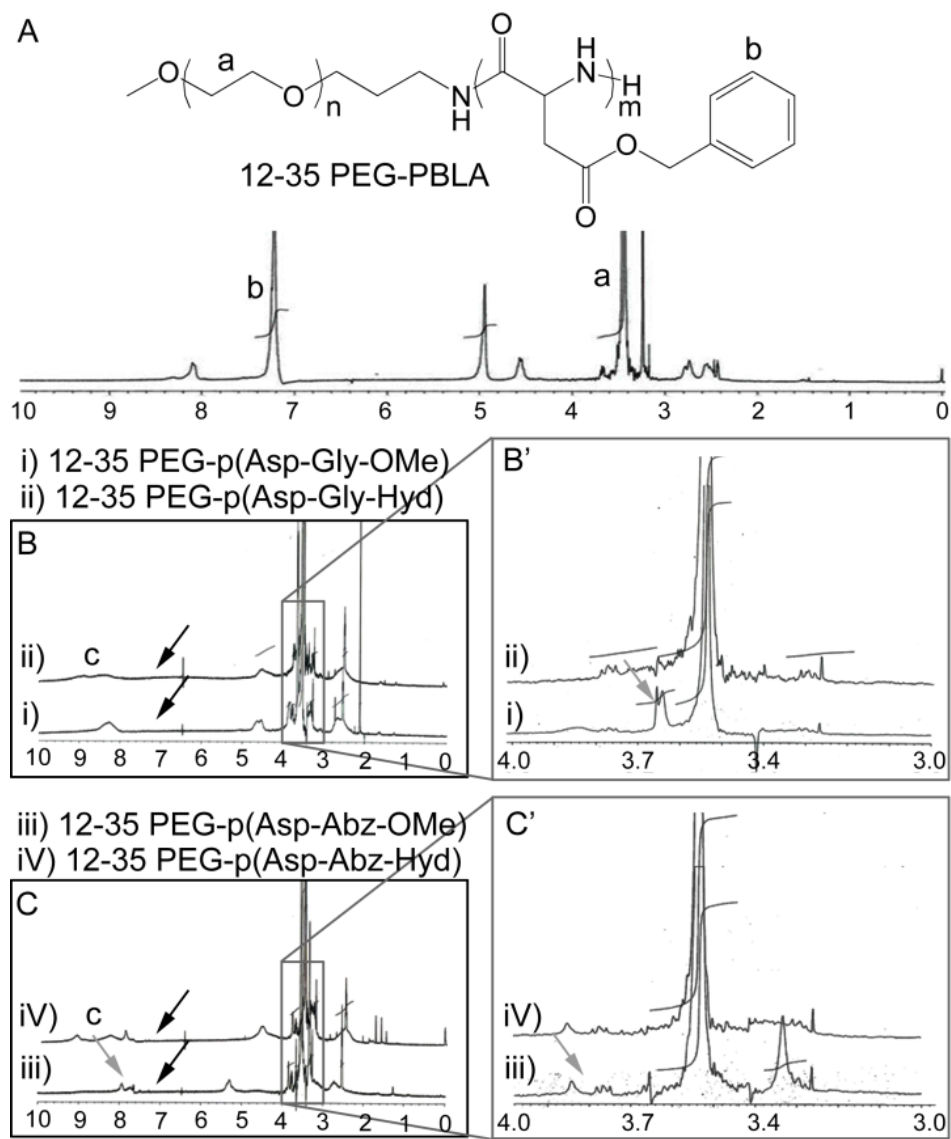 A
O
a
b
H
N
H
O
O
n
N
H
m
O
O
12-35 PEG-PBLA
b
a
10 9 8 7 6 5 4 3 2 1 0
i) 12-35 PEG-p(Asp-Gly-OMe)
ii) 12-35 PEG-p(Asp-Gly-Hyd)
B
ii)
c
i)
10 9 8 7 6 5 4 3 2 1 0
B’
ii)
i)
4.0 3.7 3.4 3.0
iii) 12-35 PEG-p(Asp-Abz-OMe)
iV) 12-35 PEG-p(Asp-Abz-Hyd)
C
iV)
c
iii)
10 9 8 7 6 5 4 3 2 1 0
C’
iV)
iii)
4.0 3.7 3.4 3.0